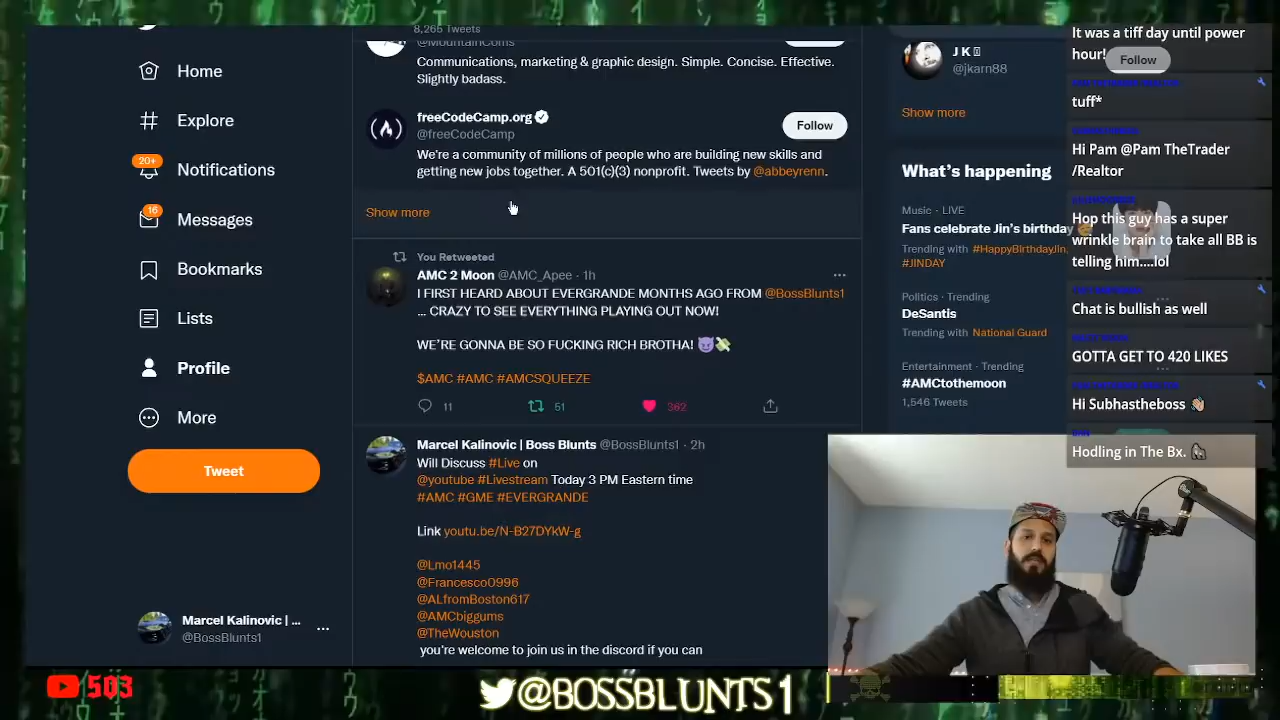 8,265 Tweets
@MountainComs
Communications, marketing & graphic design. Simple. Concise. Effective.
Slightly badass.
freeCodeCamp.org
@freeCodeCamp
Follow
We're a community of millions of people who are building new skills and
getting new jobs together. A 501(c)(3) nonprofit. Tweets by @abbeyrenn.
Show more
You Retweeted
AMC 2 Moon @AMC_Apee · 1h
I FIRST HEARD ABOUT EVERGRANDE MONTHS AGO FROM @BossBlunts1
... CRAZY TO SEE EVERYTHING PLAYING OUT NOW!
WE'RE GONNA BE SO FUCKING RICH BROTHA! 😈💸
$AMC #AMC #AMCSQUEEZE
11
51
362
Marcel Kalinovic | Boss Blunts @BossBlunts1 · 2h
Will Discuss #Live on
@youtube #Livestream Today 3 PM Eastern time
#AMC #GME #EVERGRANDE
Link youtu.be/N-B27DYkW-g
@Lmo1445
@Francesco0996
@ALfromBoston617
@AMCbiggums
@TheWouston
you're welcome to join us in the discord if you can
Home
Explore
20+
Notifications
16
Messages
Bookmarks
Lists
Profile
More
Tweet
Marcel Kalinovic | ...
@BossBlunts1
J K
@jkarn88
Show more
What's happening
Music · LIVE
Fans celebrate Jin's birthday
Trending with #HappyBirthdayJin,
#JINDAY
Politics · Trending
DeSantis
Trending with National Guard
Entertainment · Trending
#AMCtothemoon
1,546 Tweets
It was a tiff day until power
hour!
Follow
tuff*
Hi Pam @Pam TheTrader
/Realtor
Hop this guy has a super
wrinkle brain to take all BB is
telling him....lol
Chat is bullish as well
GOTTA GET TO 420 LIKES
Hi Subhastheboss 👋🏼
Hodling in The Bx.
503
@BOSSBLUNTS1